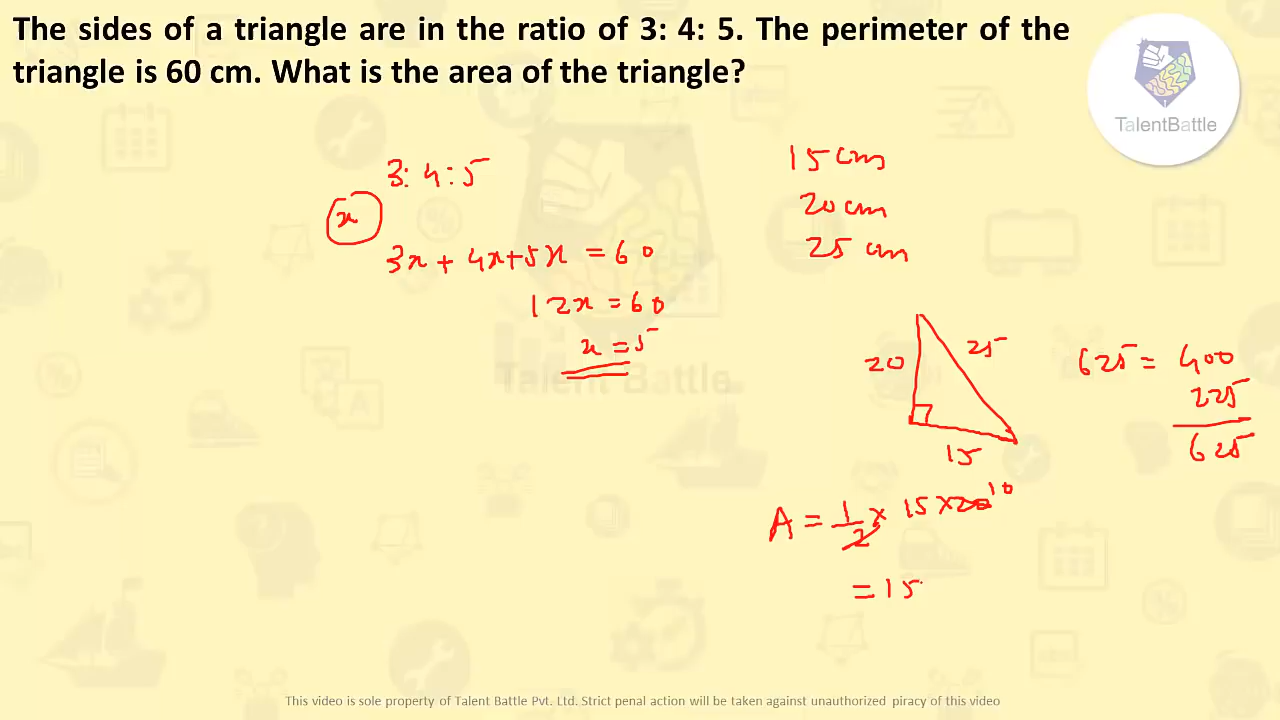 The sides of a triangle are in the ratio of 3: 4: 5. The perimeter of the
triangle is 60 cm. What is the area of the triangle?
TalentBattle
3:4:5
x
3x + 4x+5x = 60
12x = 60
x = 5
Talent Battle
15 cm
20 cm
25 cm
20
25
15
625 = 400
225
625
A = 1/2 × 15 × 20 10
= 15
This video is sole property of Talent Battle Pvt. Ltd. Strict penal action will be taken against unauthorized piracy of this video